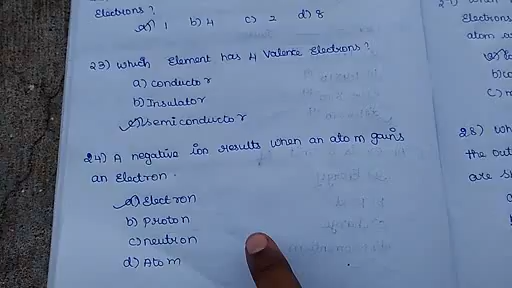 Electrons?
a) 1 b) 4 c) 2 d) 8
23) which Element has 4 valence Electrons?
a) conductor
b) Insulator
c) semiconductor
24) A negative ion results when an atom gains
an Electron.
a) Electron
b) proton
c) neutron
d) Atom
Electrons
atom
b)
c)
28) Wh
the out
are